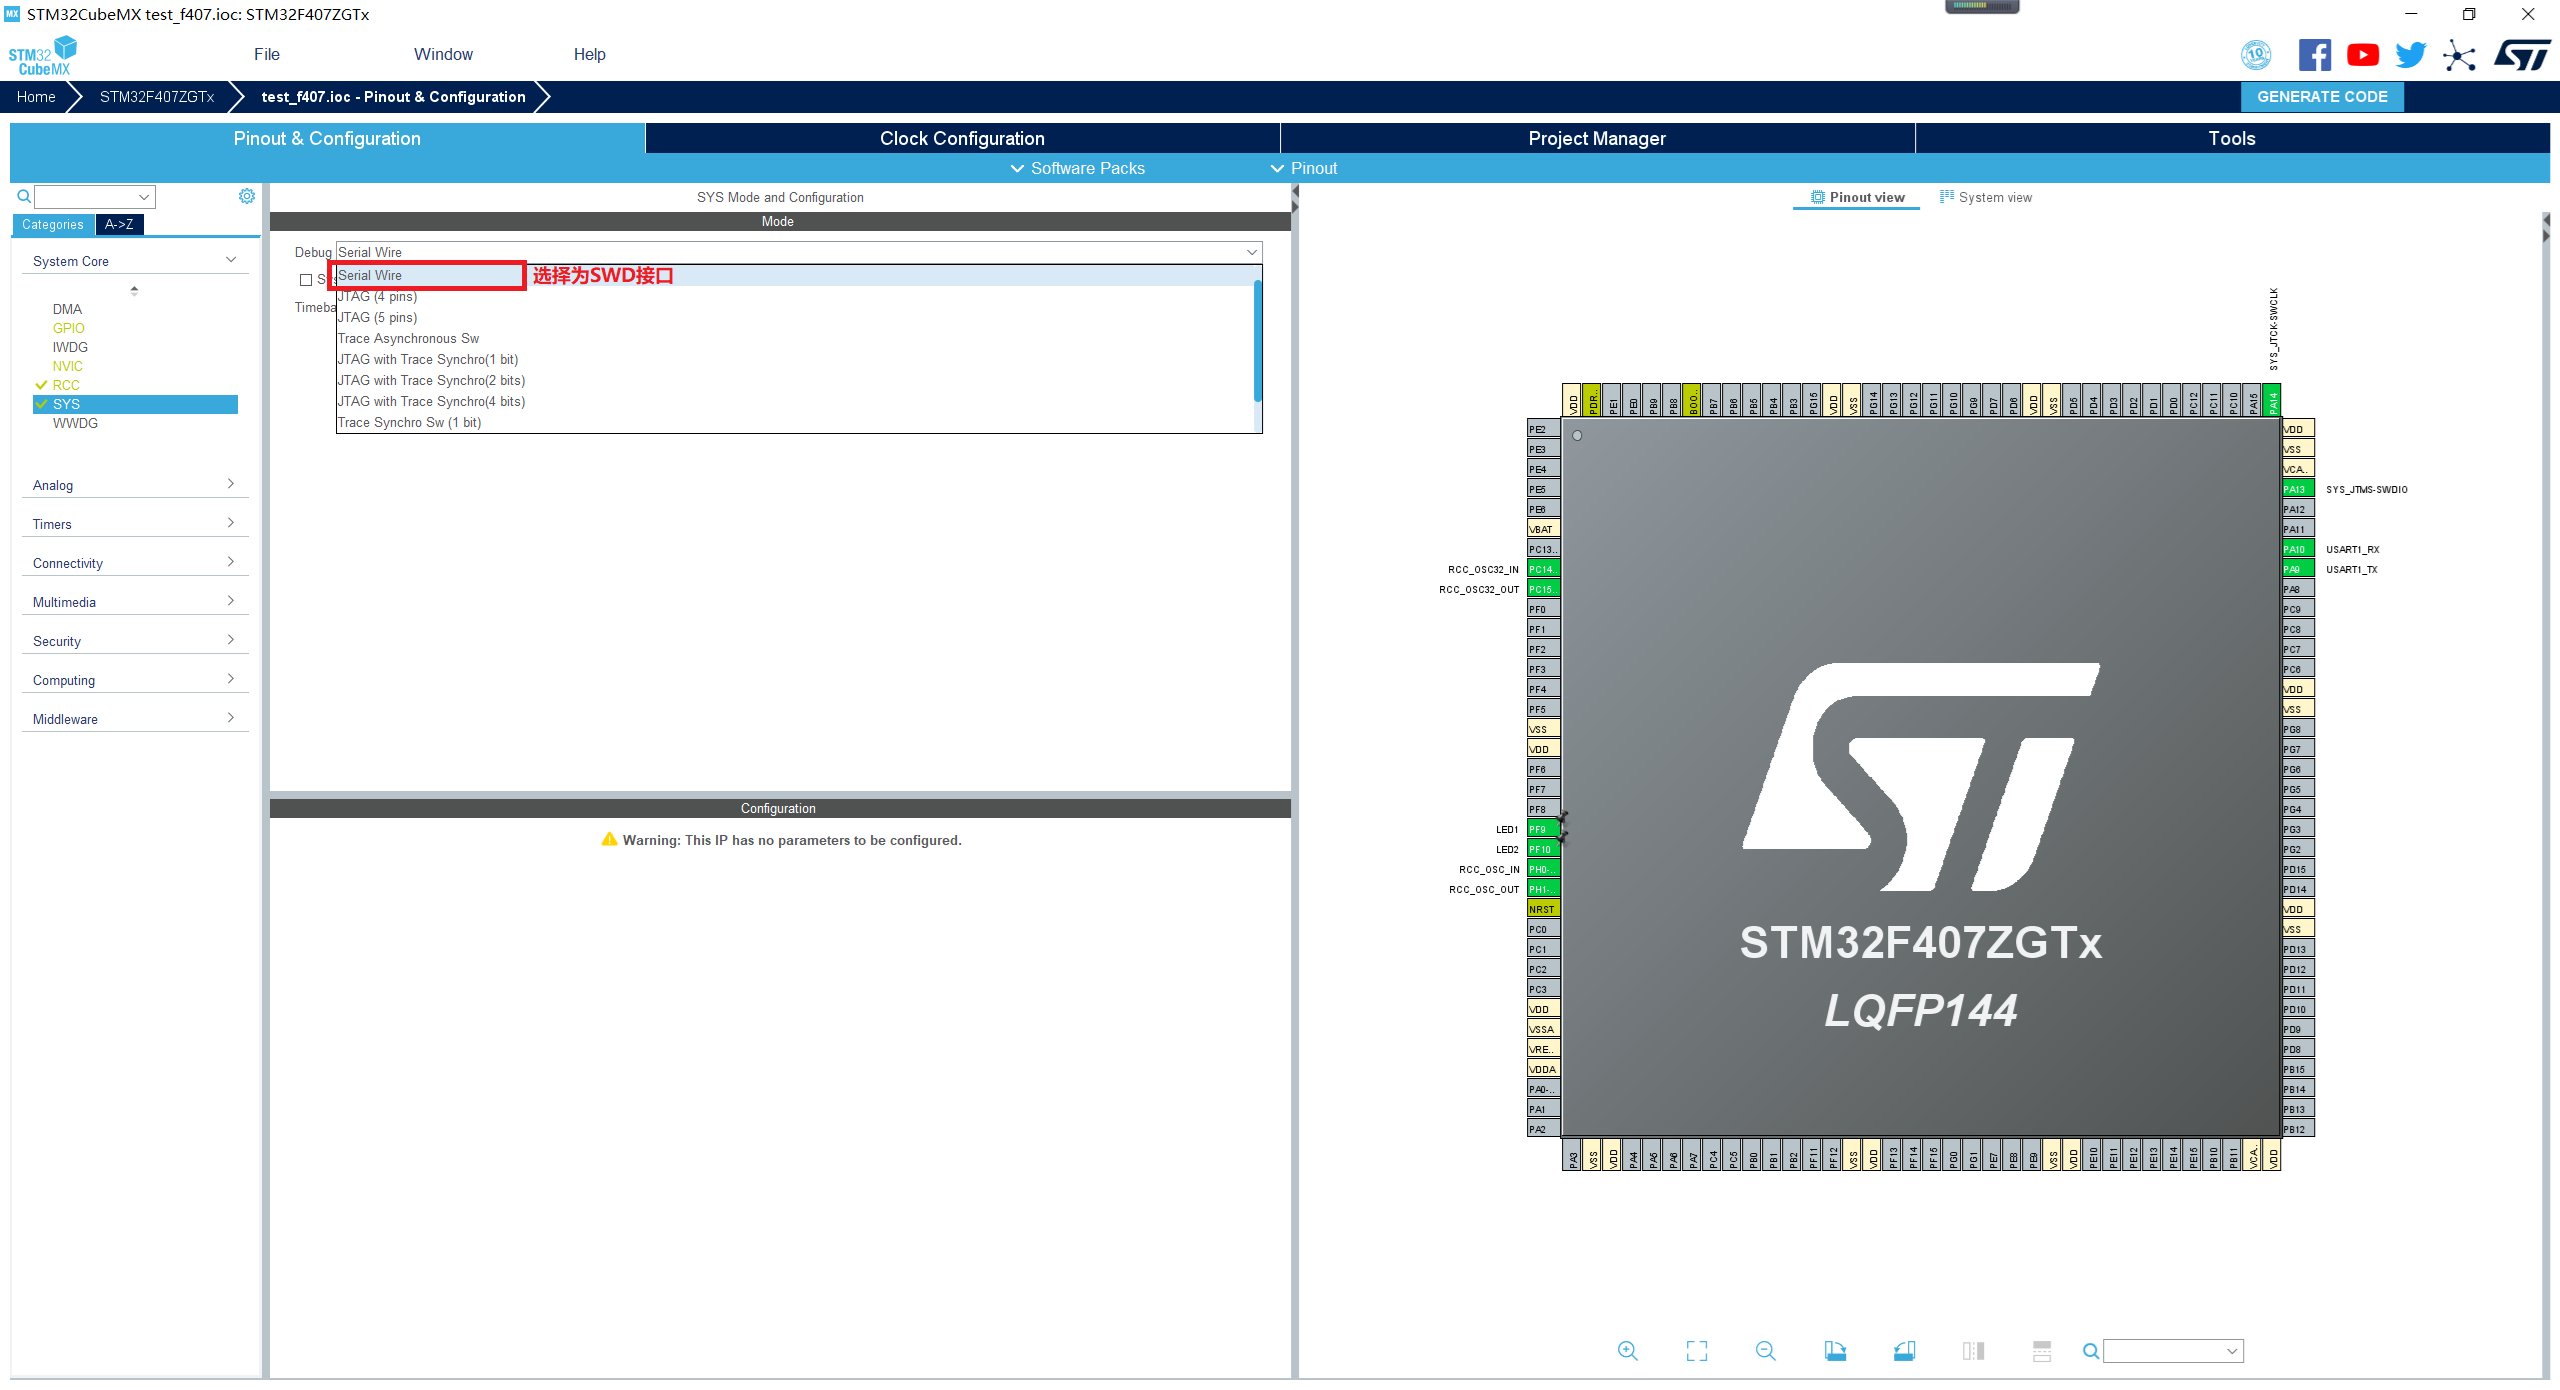 MX STM32CubeMX test_f407.ioc: STM32F407ZGTx
STM32 CubeMX
File Window Help
10
ST
Home STM32F407ZGTx test_f407.ioc - Pinout & Configuration GENERATE CODE
Pinout & Configuration Clock Configuration Project Manager Tools
Software Packs Pinout
Categories A->Z
System Core
DMA
GPIO
IWDG
NVIC
RCC
SYS
WWDG
Analog
Timers
Connectivity
Multimedia
Security
Computing
Middleware
SYS Mode and Configuration
Mode
Debug Serial Wire
Serial Wire 选择为SWD接口
JTAG (4 pins)
Timeba
JTAG (5 pins)
Trace Asynchronous Sw
JTAG with Trace Synchro(1 bit)
JTAG with Trace Synchro(2 bits)
JTAG with Trace Synchro(4 bits)
Trace Synchro Sw (1 bit)
Configuration
Warning: This IP has no parameters to be configured.
Pinout view System view
SYS_JTCK-SWCLK
VDD PDR.. PE1 PE0 PB9 PB8 BOO.. PB7 PB6 PB5 PB4 PB3 PG15 VDD VSS PG14 PG13 PG12 PG11 PG10 PG9 PD7 PD6 VDD VSS PD5 PD4 PD3 PD2 PD1 PD0 PC12 PC11 PC10 PA15 PA14
PE2
PE3
PE4
PE5
PE6
VBAT
PC13..
RCC_OSC32_IN PC14..
RCC_OSC32_OUT PC15..
PF0
PF1
PF2
PF3
PF4
PF5
VSS
VDD
PF6
PF7
PF8
LED1 PF9
LED2 PF10
RCC_OSC_IN PH0-..
RCC_OSC_OUT PH1-..
NRST
PC0
PC1
PC2
PC3
VDD
VSSA
VRE..
VDDA
PA0-..
PA1
PA2
ST
STM32F407ZGTx
LQFP144
VDD
VSS
VCA..
PA13 SYS_JTMS-SWDIO
PA12
PA11
PA10 USART1_RX
PA9 USART1_TX
PA8
PC9
PC8
PC7
PC6
VDD
VSS
PG8
PG7
PG6
PG5
PG4
PG3
PG2
PD15
PD14
VDD
VSS
PD13
PD12
PD11
PD10
PD9
PD8
PB15
PB14
PB13
PB12
PA3 VSS VDD PA4 PA5 PA6 PA7 PC4 PC5 PB0 PB1 PB2 PF11 PF12 VSS VDD PF13 PF14 PF15 PG0 PG1 PE7 PE8 PE9 VSS VDD PE10 PE11 PE12 PE13 PE14 PE15 PB10 PB11 VCA.. VDD